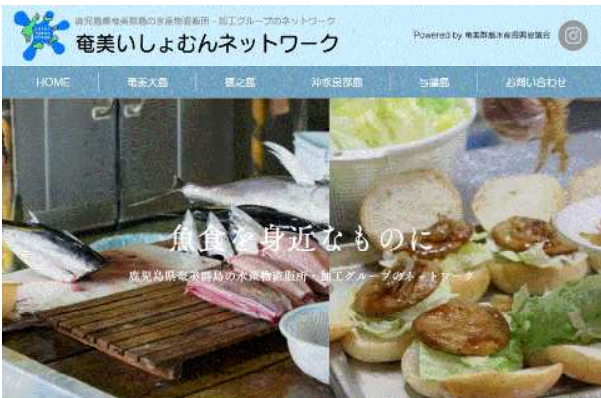 鹿児島県奄美群島の水産物直販所・加工グループのネットワーク
奄美いしょむんネットワーク
Powered by 奄美群島水産振興協議会
HOME 奄美大島 徳之島 沖永良部島 与論島 お問い合わせ
魚食を身近なものに
鹿児島県奄美群島の水産物直販所・加工グループのネットワーク